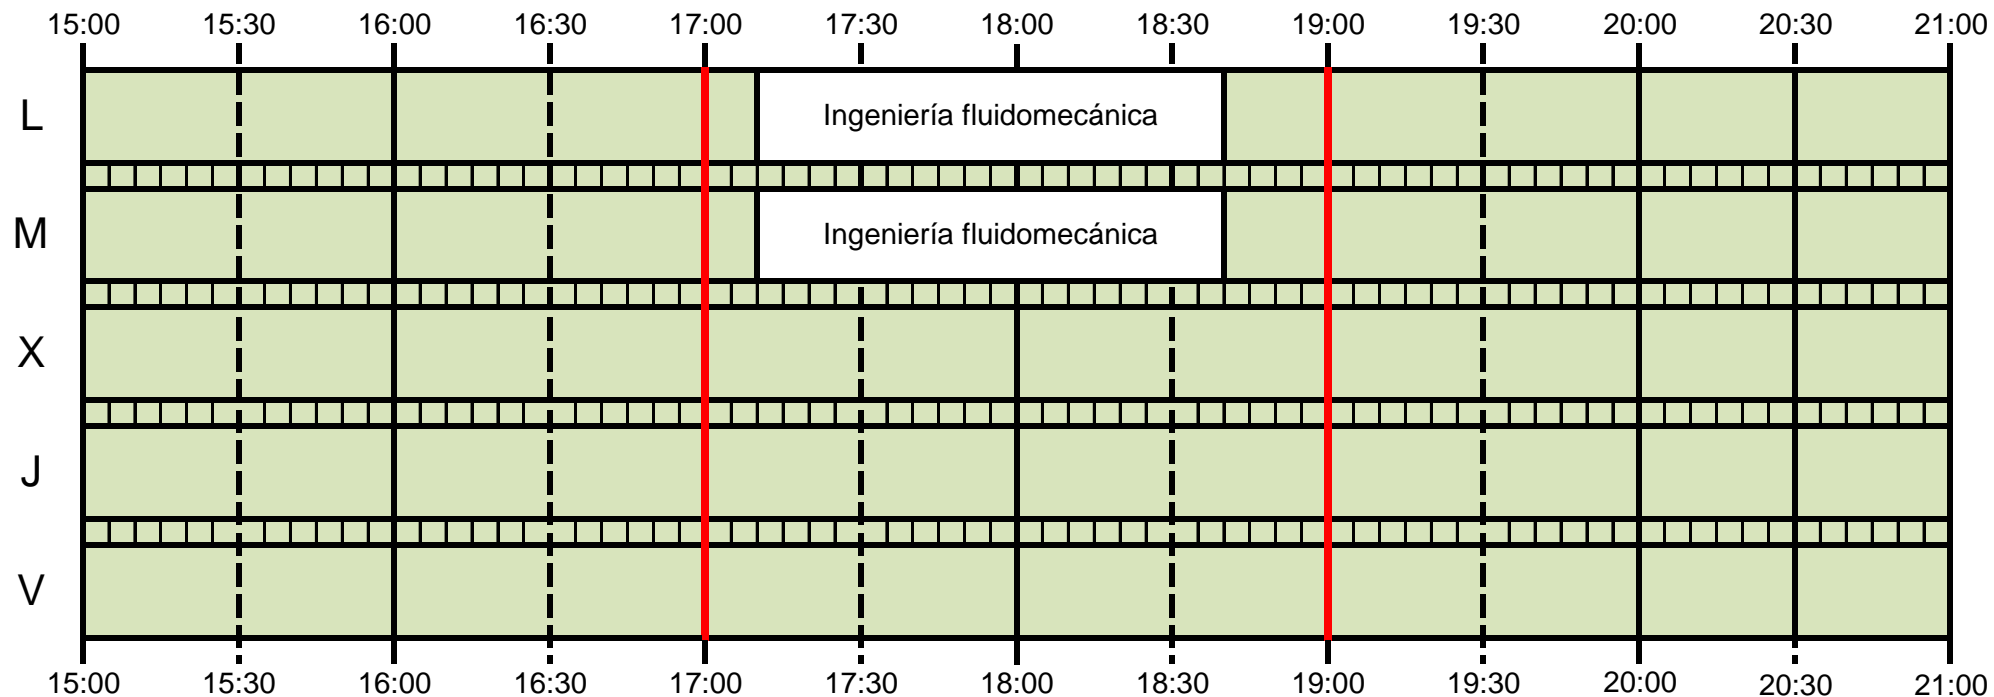 15:00 15:30 16:00 16:30 17:00 17:30 18:00 18:30 19:00 19:30 20:00 20:30 21:00
L Ingeniería fluidomecánica
M Ingeniería fluidomecánica
X
J
V
15:00 15:30 16:00 16:30 17:00 17:30 18:00 18:30 19:00 19:30 20:00 20:30 21:00